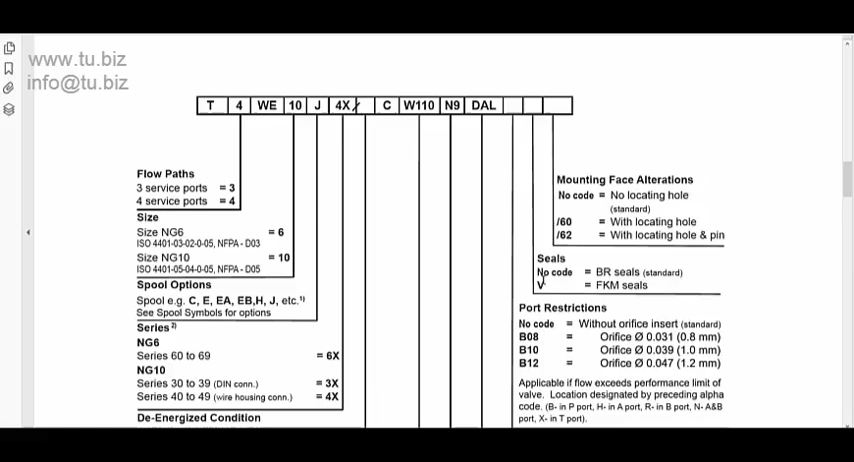 www.tu.biz
info@tu.biz
T 4 WE 10 J 4X/ C W110 N9 DAL
Flow Paths
3 service ports = 3
4 service ports = 4
Size
Size NG6 = 6
ISO 4401-03-02-0-05, NFPA - D03
Size NG10 = 10
ISO 4401-05-04-0-05, NFPA - D05
Spool Options
Spool e.g. C, E, EA, EB,H, J, etc.¹⁾
See Spool Symbols for options
Series ²⁾
NG6
Series 60 to 69 = 6X
NG10
Series 30 to 39 (DIN conn.) = 3X
Series 40 to 49 (wire housing conn.) = 4X
De-Energized Condition
Mounting Face Alterations
No code = No locating hole
(standard)
/60 = With locating hole
/62 = With locating hole & pin
Seals
No code = BR seals (standard)
V = FKM seals
Port Restrictions
No code = Without orifice insert (standard)
B08 = Orifice Ø 0.031 (0.8 mm)
B10 = Orifice Ø 0.039 (1.0 mm)
B12 = Orifice Ø 0.047 (1.2 mm)
Applicable if flow exceeds performance limit of
valve. Location designated by preceding alpha
code. (B- in P port, H- in A port, R- in B port, N- A&B
port, X- in T port).